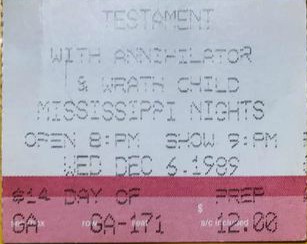 TESTAMENT
WITH ANNIHILATOR
& WRATH CHILD
MISSISSIPPI NIGHTS
OPEN 8:PM SHOW 9:PM
WED DEC 6,1989
$14 DAY OF PREP
GA GA-171 $ 12.00